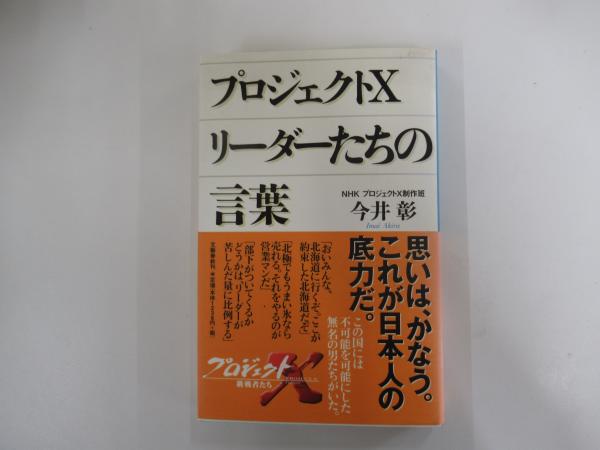 プロジェクトX
リーダーたちの
言葉
NHK プロジェクトX制作班
今井 彰
Imai Akira
思いは、かなう。
これが日本人の
底力だ。
この国には
不可能を可能にした
無名の男たちがいた。
「おいみんな、
北海道に行くぞ。ここが
約束した北海道だぞ」
「北極でもうまい氷なら
売れる。それをやるのが
営業マンだ」
「部下がついてくるか
どうかは、リーダーが
苦しんだ量に比例する」
文藝春秋刊
プロジェクト
X
挑戦者たち